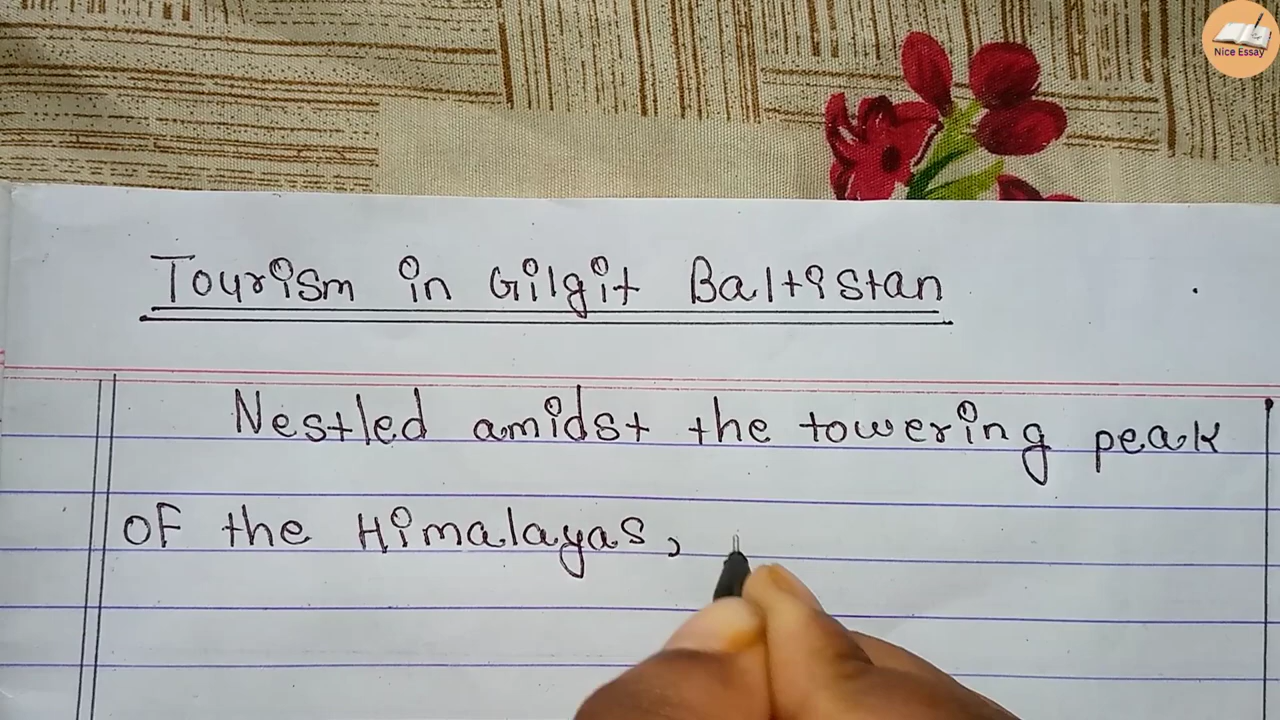 Nice Essay
Tourism in Gilgit Baltistan
Nestled amidst the towering peak
of the Himalayas,